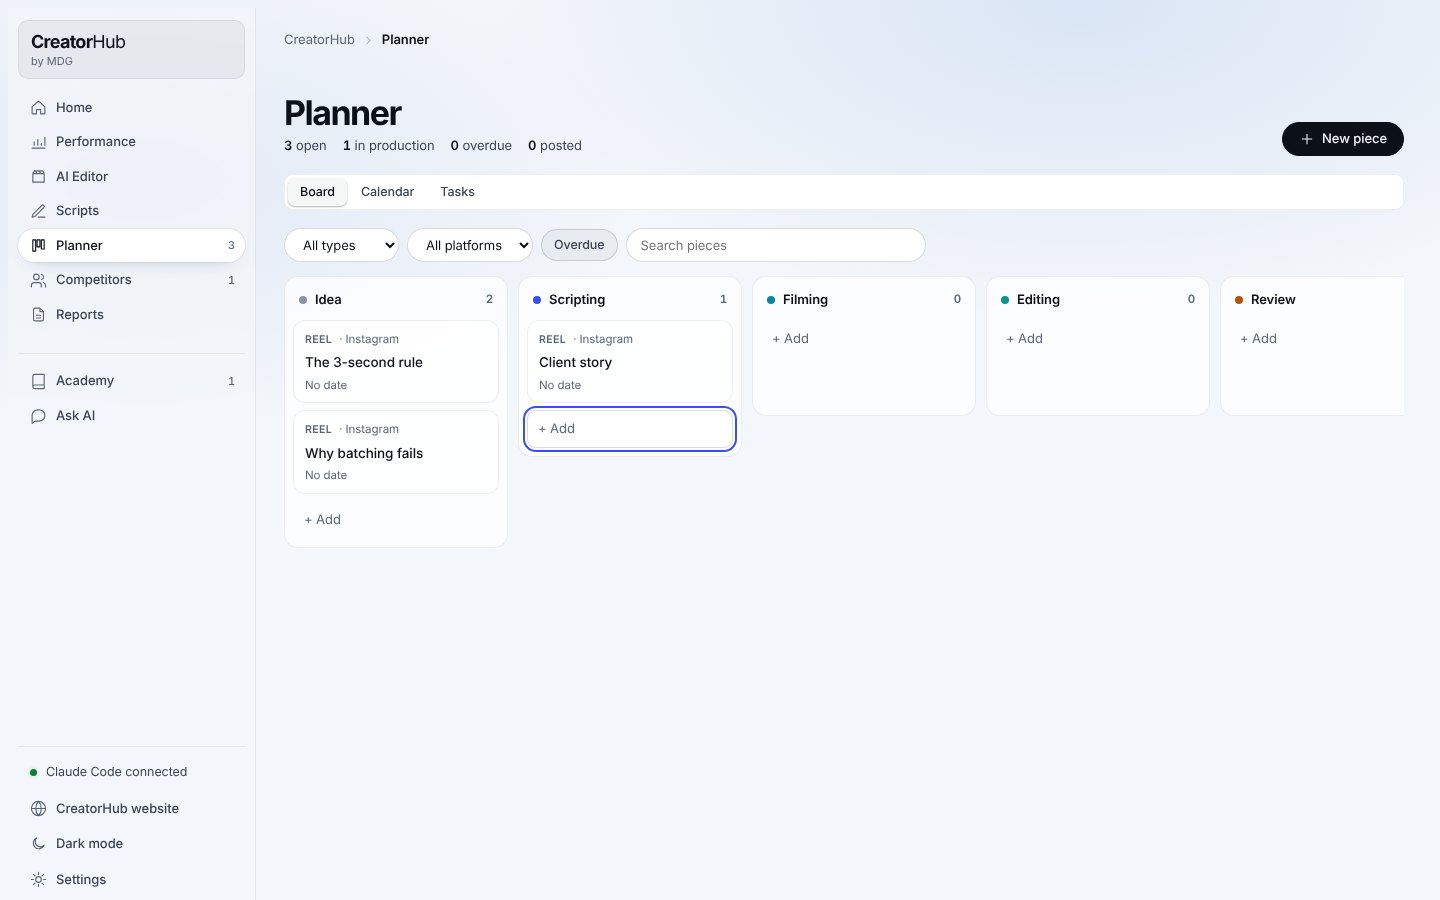 CreatorHub
by MDG
Home
Performance
AI Editor
Scripts
Planner 3
Competitors 1
Reports
Academy 1
Ask AI
Claude Code connected
CreatorHub website
Dark mode
Settings
CreatorHub > Planner
Planner
3 open 1 in production 0 overdue 0 posted
+ New piece
Board Calendar Tasks
All types All platforms Overdue Search pieces
Idea 2
REEL · Instagram
The 3-second rule
No date
REEL · Instagram
Why batching fails
No date
+ Add
Scripting 1
REEL · Instagram
Client story
No date
+ Add
Filming 0
+ Add
Editing 0
+ Add
Review
+ Add